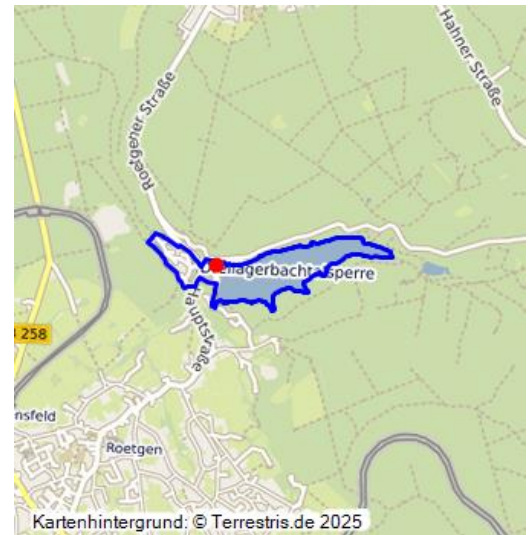 Hahner Straße
Roetgener Straße
Dreilägerbachtalsperre
258
Hauptstraße
nsfeld
Roetgen
Kartenhintergrund: © Terrestris.de 2025